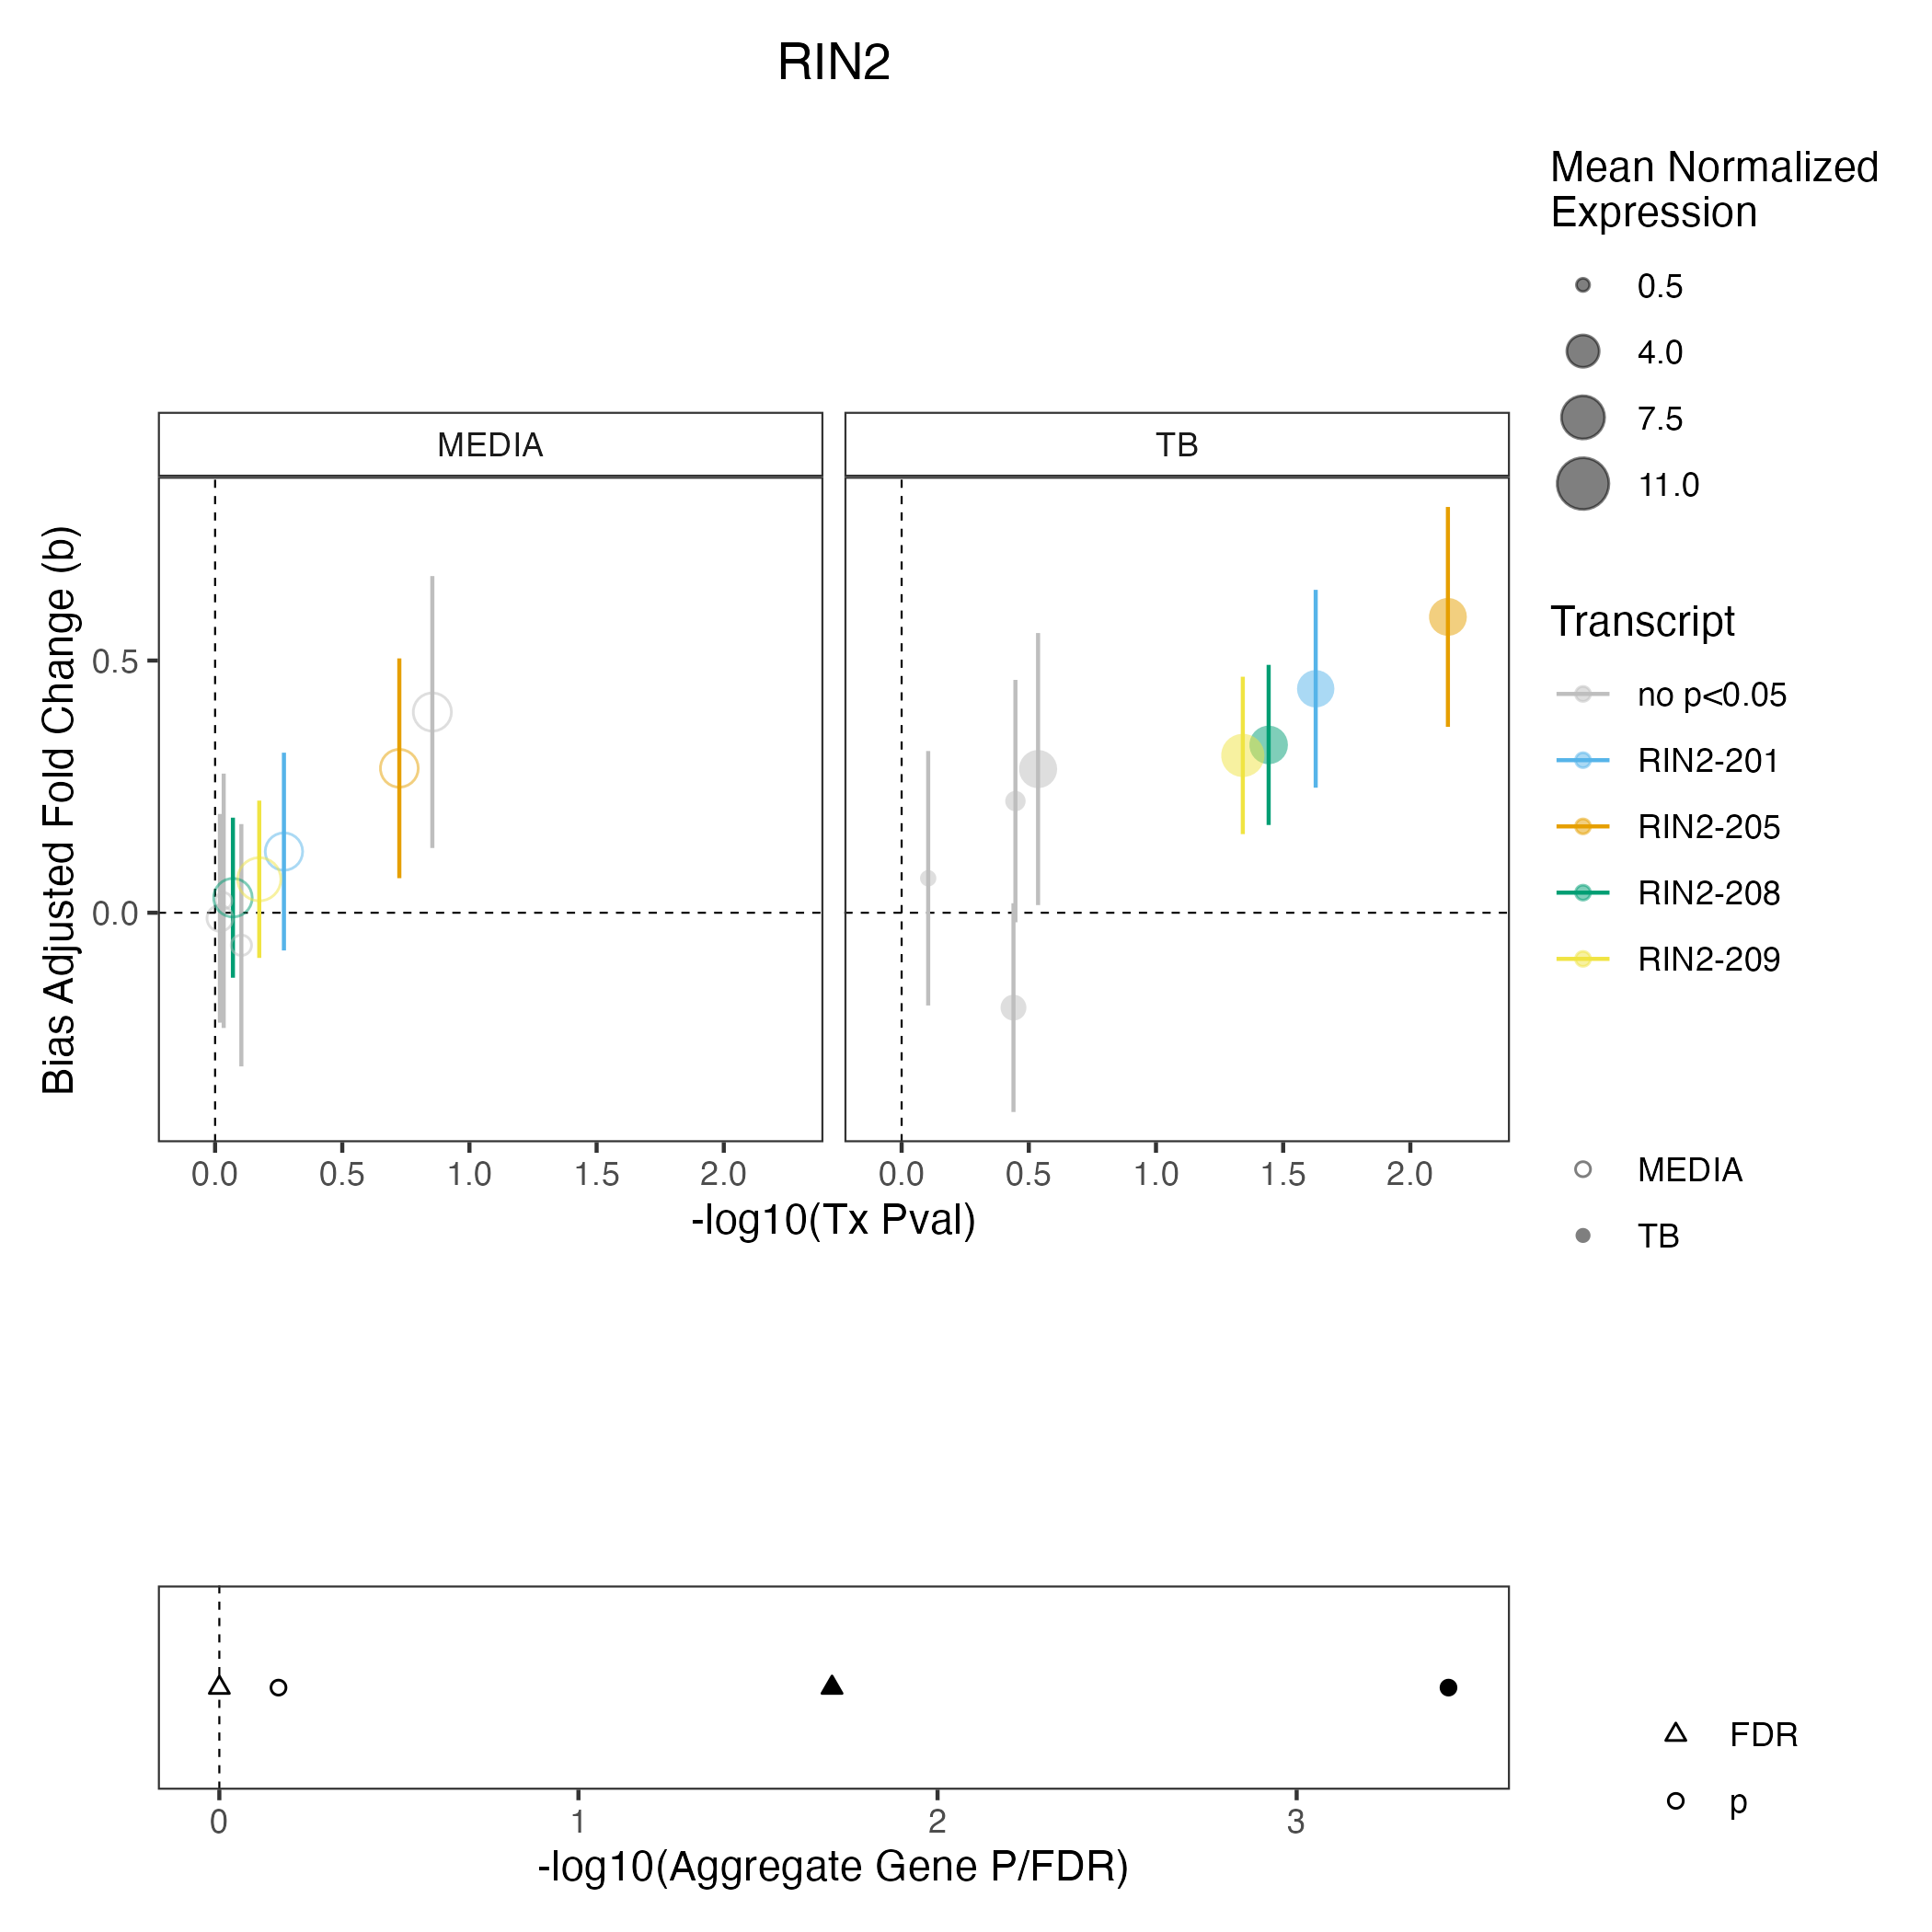 RIN2
MEDIA
TB
Bias Adjusted Fold Change (b)
0.5
0.0
0.0 0.5 1.0 1.5 2.0
0.0 0.5 1.0 1.5 2.0
-log10(Tx Pval)
Mean Normalized
Expression
0.5
4.0
7.5
11.0
Transcript
no p<0.05
RIN2-201
RIN2-205
RIN2-208
RIN2-209
MEDIA
TB
0 1 2 3
-log10(Aggregate Gene P/FDR)
FDR
p